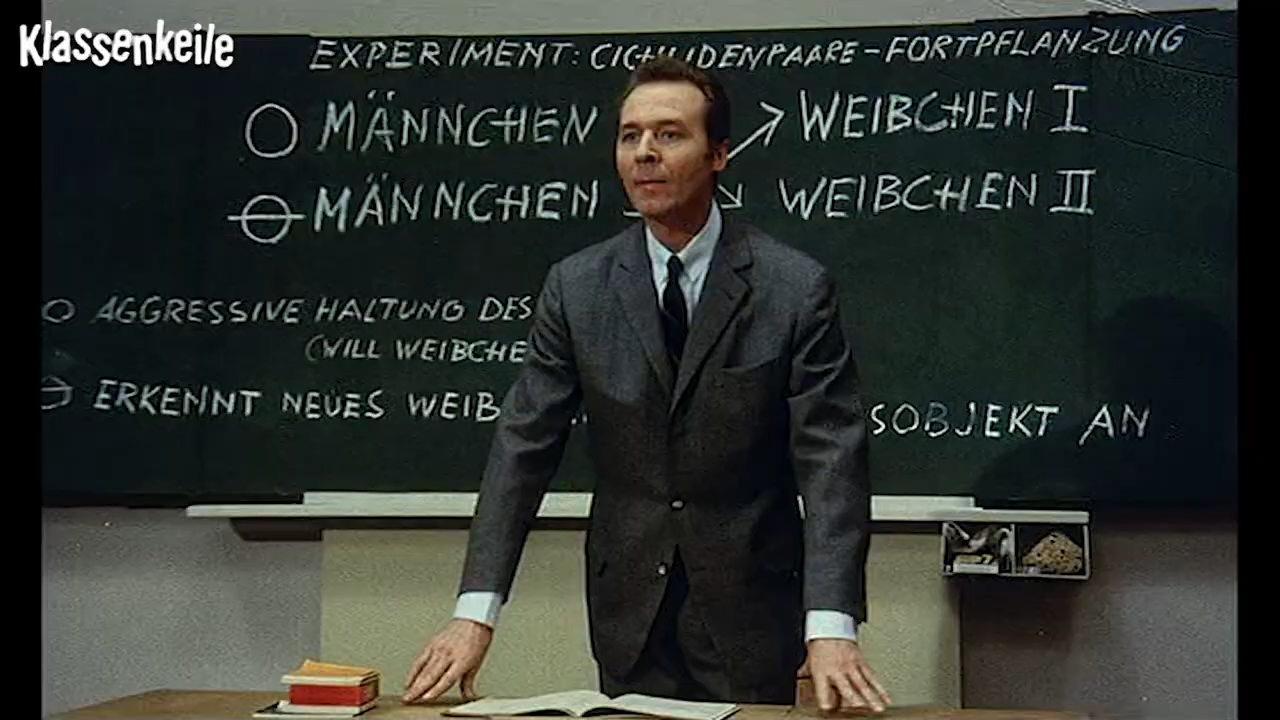 Klassenkeile
EXPERIMENT: CICHLIDENPAARE - FORTPFLANZUNG
MÄNNCHEN WEIBCHEN I
MÄNNCHEN WEIBCHEN II
AGGRESSIVE HALTUNG DES
(WILL WEIBCHE
ERKENNT NEUES WEIB SOBJEKT AN